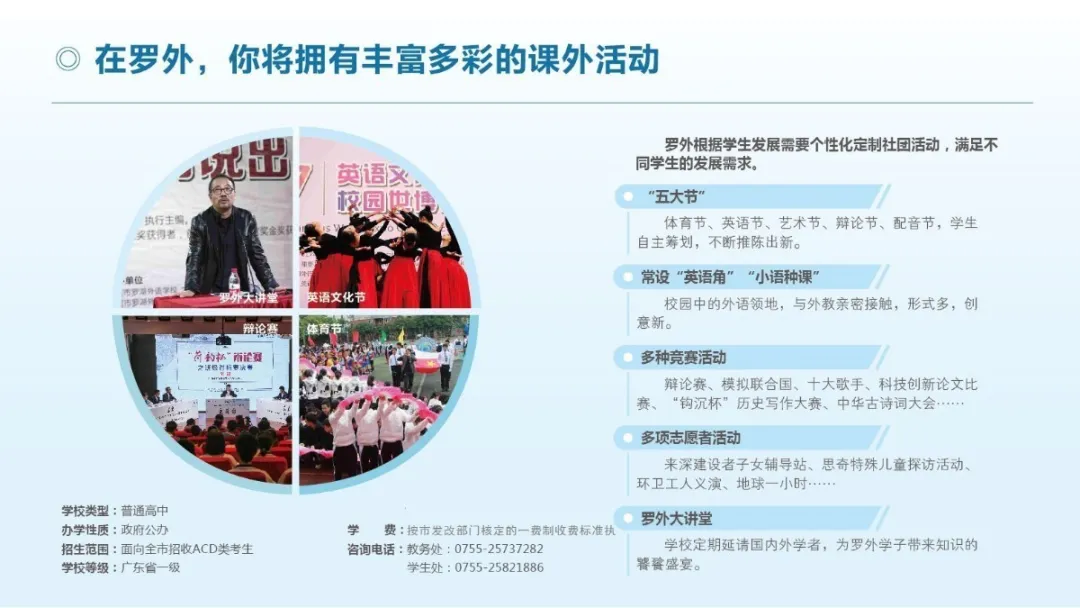 在罗外，你将拥有丰富多彩的课外活动
说出
执行主编，
罗外大讲堂
英语文
校园世博
英语文化节
辩论赛
辩论赛
体育节
学校类型：普通高中
办学性质：政府公办
招生范围：面向全市招收ACD类考生
学校等级：广东省一级
学 费：按市发改部门核定的一费制收费标准执
咨询电话：教务处：0755-25737282
学生处：0755-25821886
罗外根据学生发展需要个性化定制社团活动，满足不
同学生的发展需求。
“五大节”
体育节、英语节、艺术节、辩论节、配音节，学生
自主筹划，不断推陈出新。
常设“英语角”“小语种课”
校园中的外语领地，与外教亲密接触，形式多，创
意新。
多种竞赛活动
辩论赛、模拟联合国、十大歌手、科技创新论文比
赛、“钩沉杯”历史写作大赛、中华古诗词大会……
多项志愿者活动
来深建设者子女辅导站、思奇特殊儿童探访活动、
环卫工人义演、地球一小时……
罗外大讲堂
学校定期延请国内外学者，为罗外学子带来知识的
饕餮盛宴。